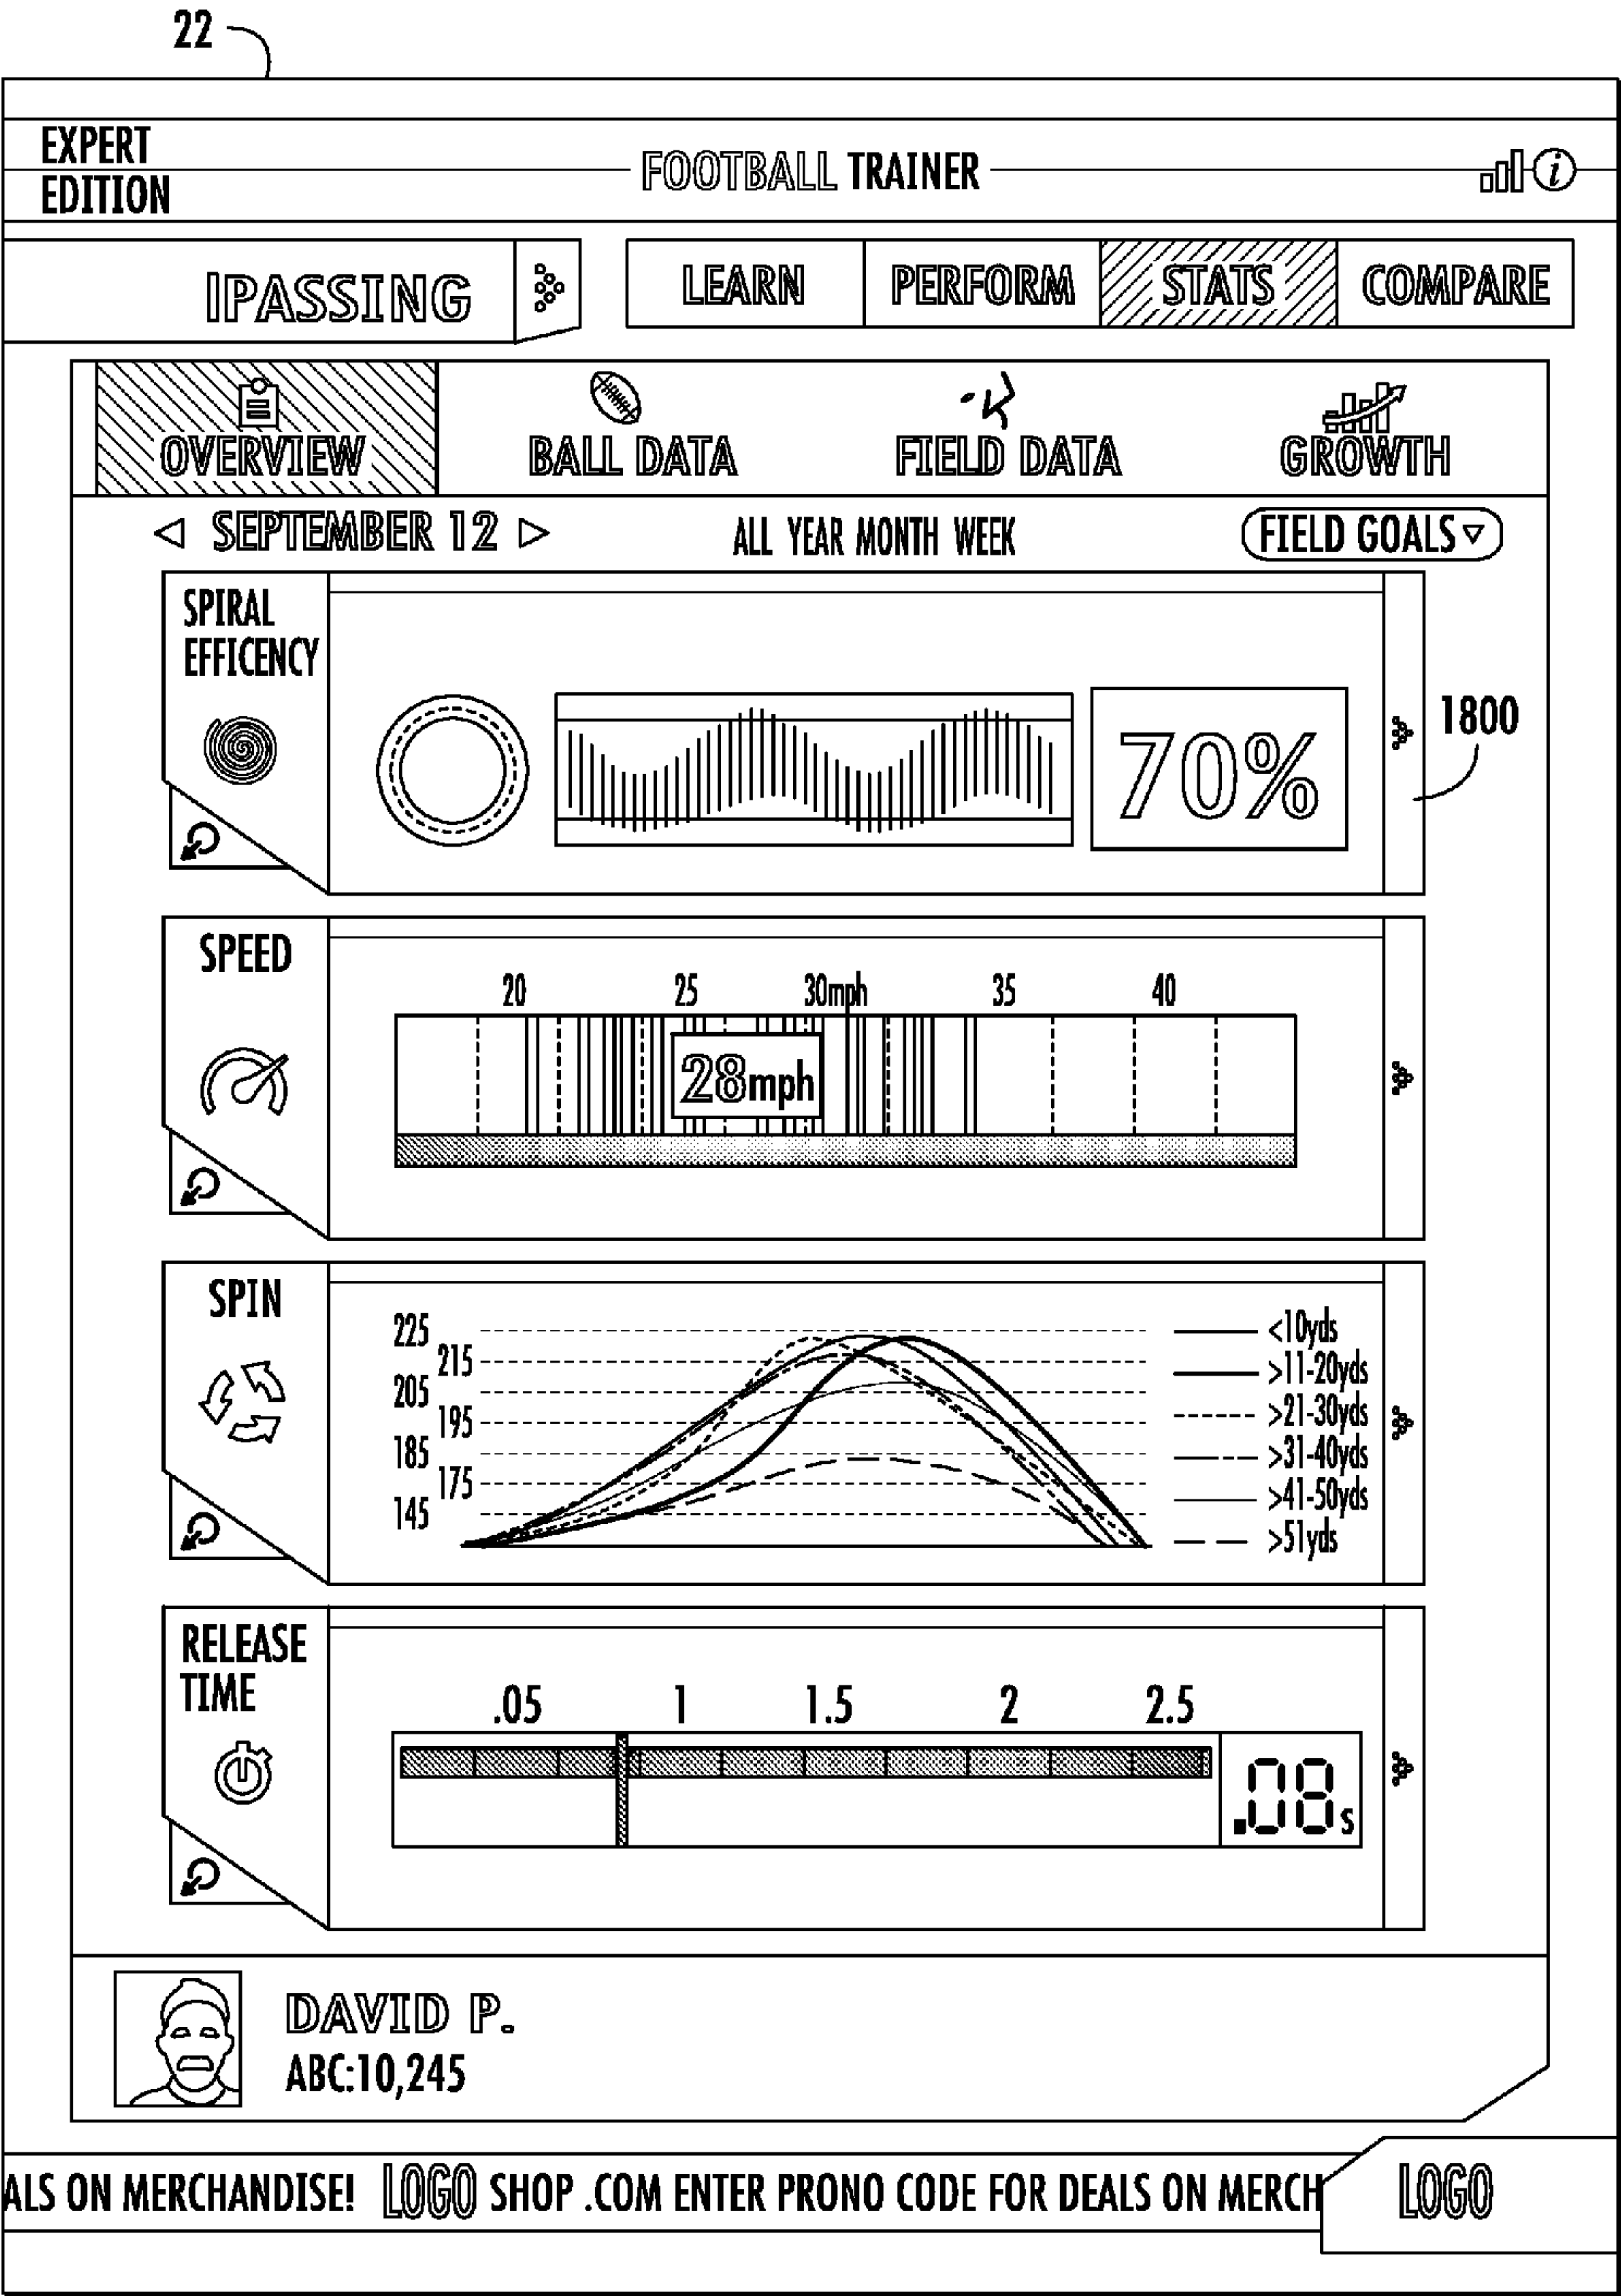 22
EXPERT
EDITION
FOOTBALL TRAINER
i
IPASSING
LEARN
PERFORM
STATS
COMPARE
OVERVIEW
BALL DATA
FIELD DATA
GROWTH
SEPTEMBER 12
ALL YEAR MONTH WEEK
FIELD GOALS
SPIRAL
EFFICENCY
70%
1800
SPEED
20 25 30mph 35 40
28mph
SPIN
225
215
205
195
185
175
145
<10yds
>11-20yds
>21-30yds
>31-40yds
>41-50yds
>51yds
RELEASE
TIME
.05 1 1.5 2 2.5
.08s
DAVID P.
ABC:10,245
ALS ON MERCHANDISE! LOGO SHOP .COM ENTER PRONO CODE FOR DEALS ON MERCH
LOGO